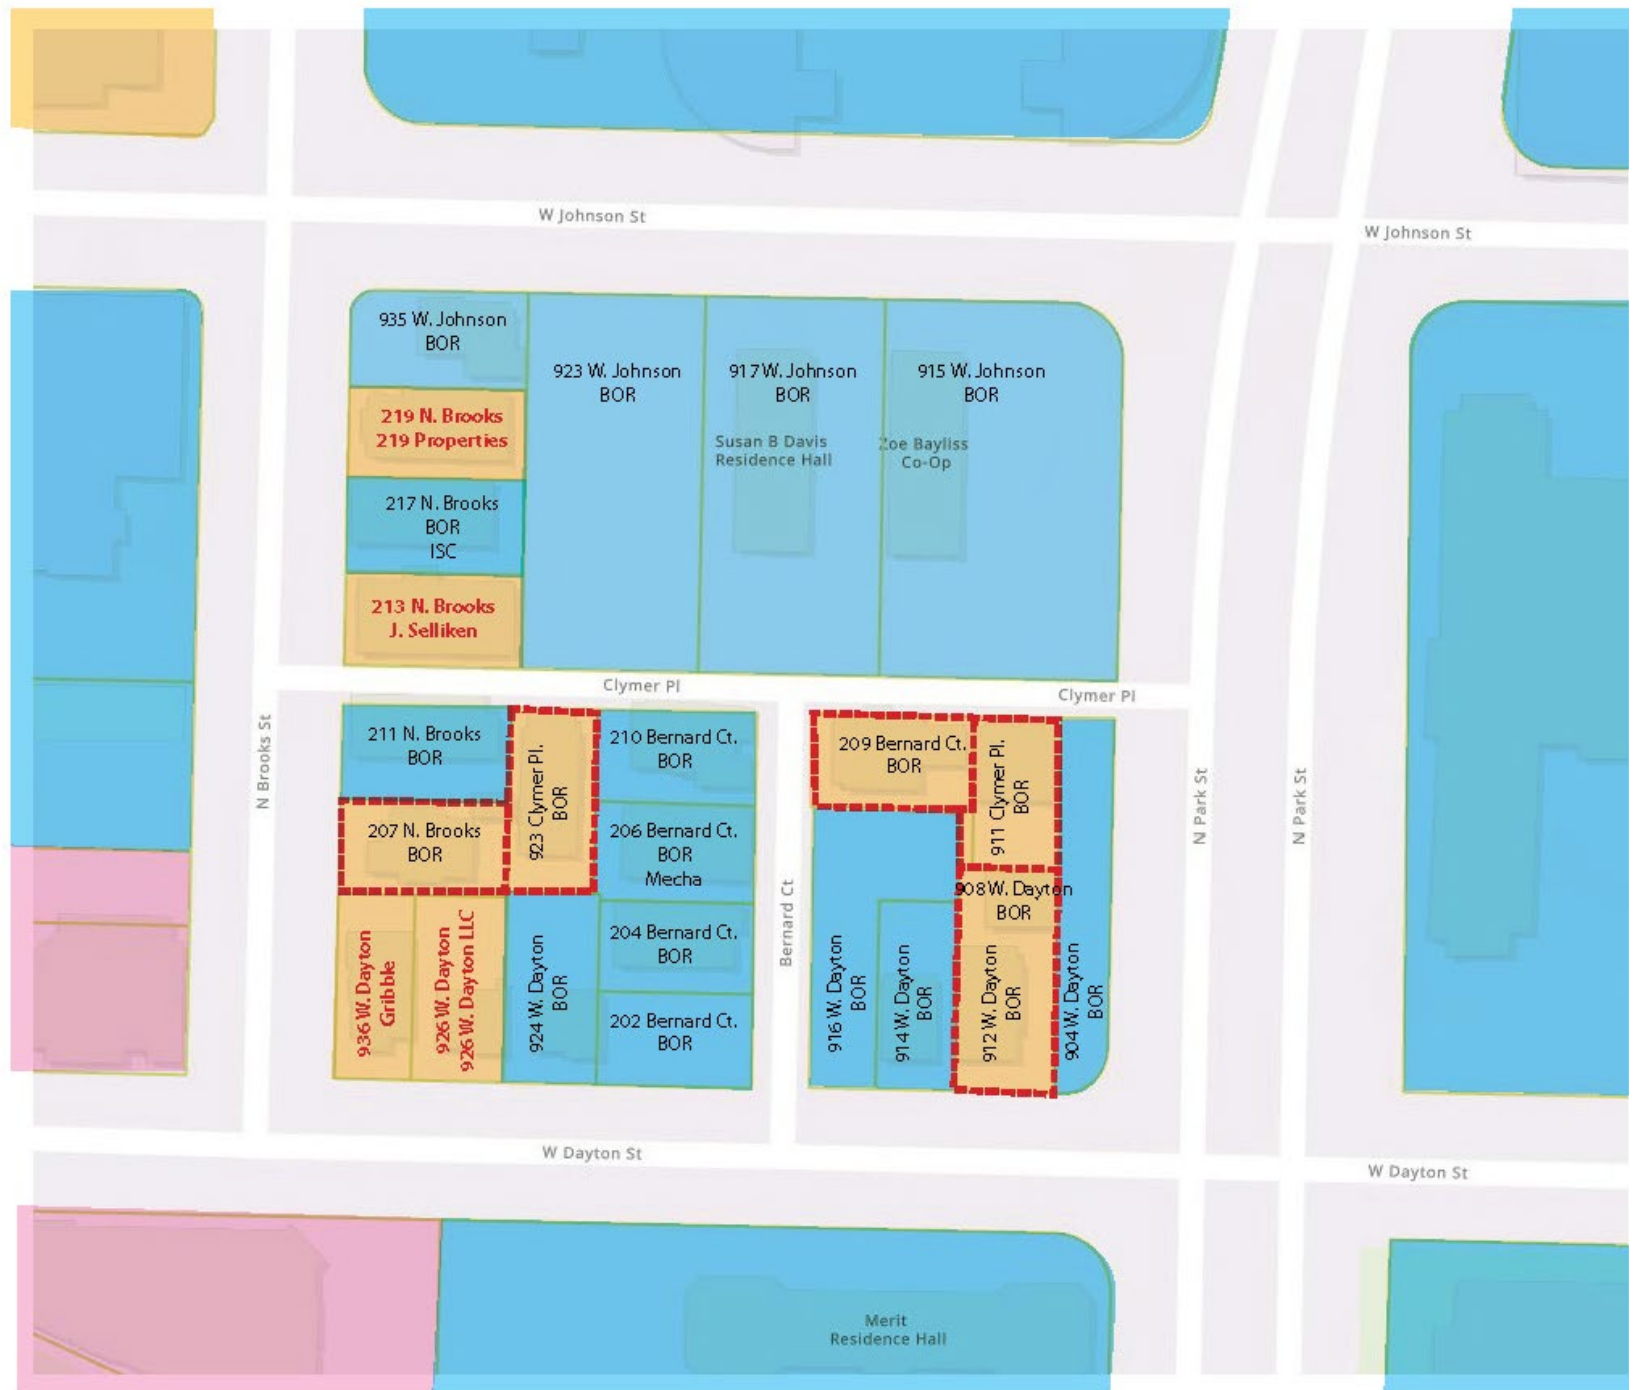 W Johnson St
W Johnson St
935 W. Johnson
BOR
219 N. Brooks
219 Properties
217 N. Brooks
BOR
ISC
213 N. Brooks
J. Selliken
923 W. Johnson
BOR
917 W. Johnson
BOR
Susan B Davis
Residence Hall
915 W. Johnson
BOR
Zoe Bayliss
Co-Op
Clymer Pl
Clymer Pl
N Brooks St
211 N. Brooks
BOR
207 N. Brooks
BOR
923 Clymer Pl.
BOR
210 Bernard Ct.
BOR
206 Bernard Ct.
BOR
Mecha
204 Bernard Ct.
BOR
202 Bernard Ct.
BOR
936 W. Dayton
Gribble
926 W. Dayton
926 W. Dayton LLC
924 W. Dayton
BOR
Bernard Ct
209 Bernard Ct.
BOR
911 Clymer Pl.
BOR
908 W. Dayton
BOR
916 W. Dayton
BOR
914 W. Dayton
BOR
912 W. Dayton
BOR
904 W. Dayton
BOR
N Park St
N Park St
W Dayton St
W Dayton St
Merit
Residence Hall